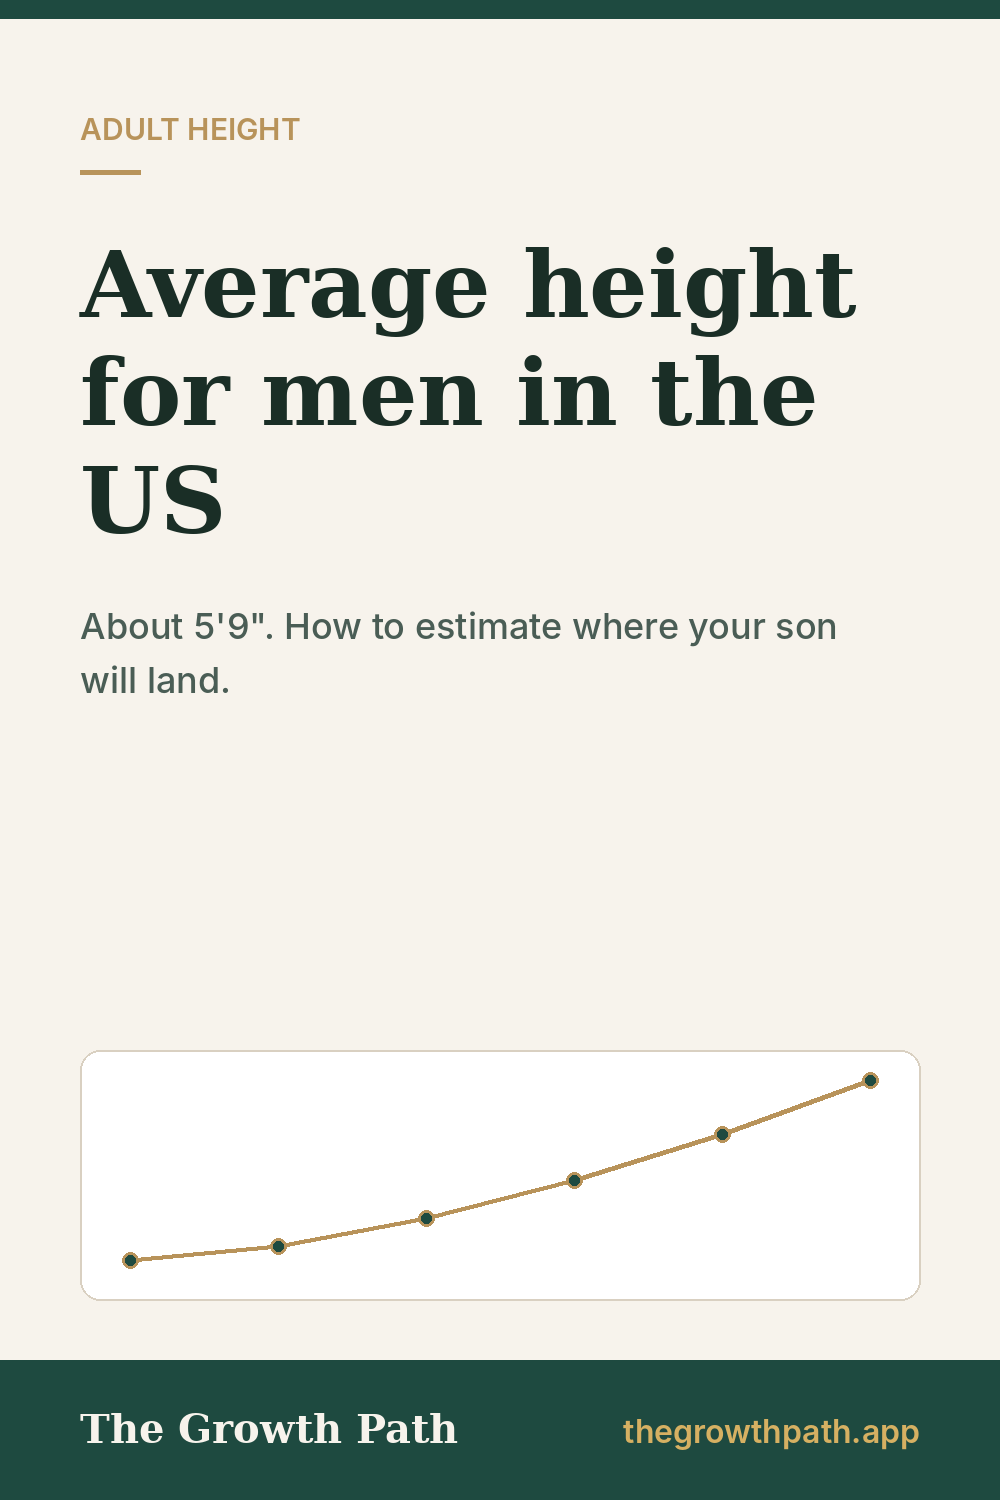 ADULT HEIGHT
Average height
for men in the
US
About 5'9". How to estimate where your son
will land.
The Growth Path
thegrowthpath.app